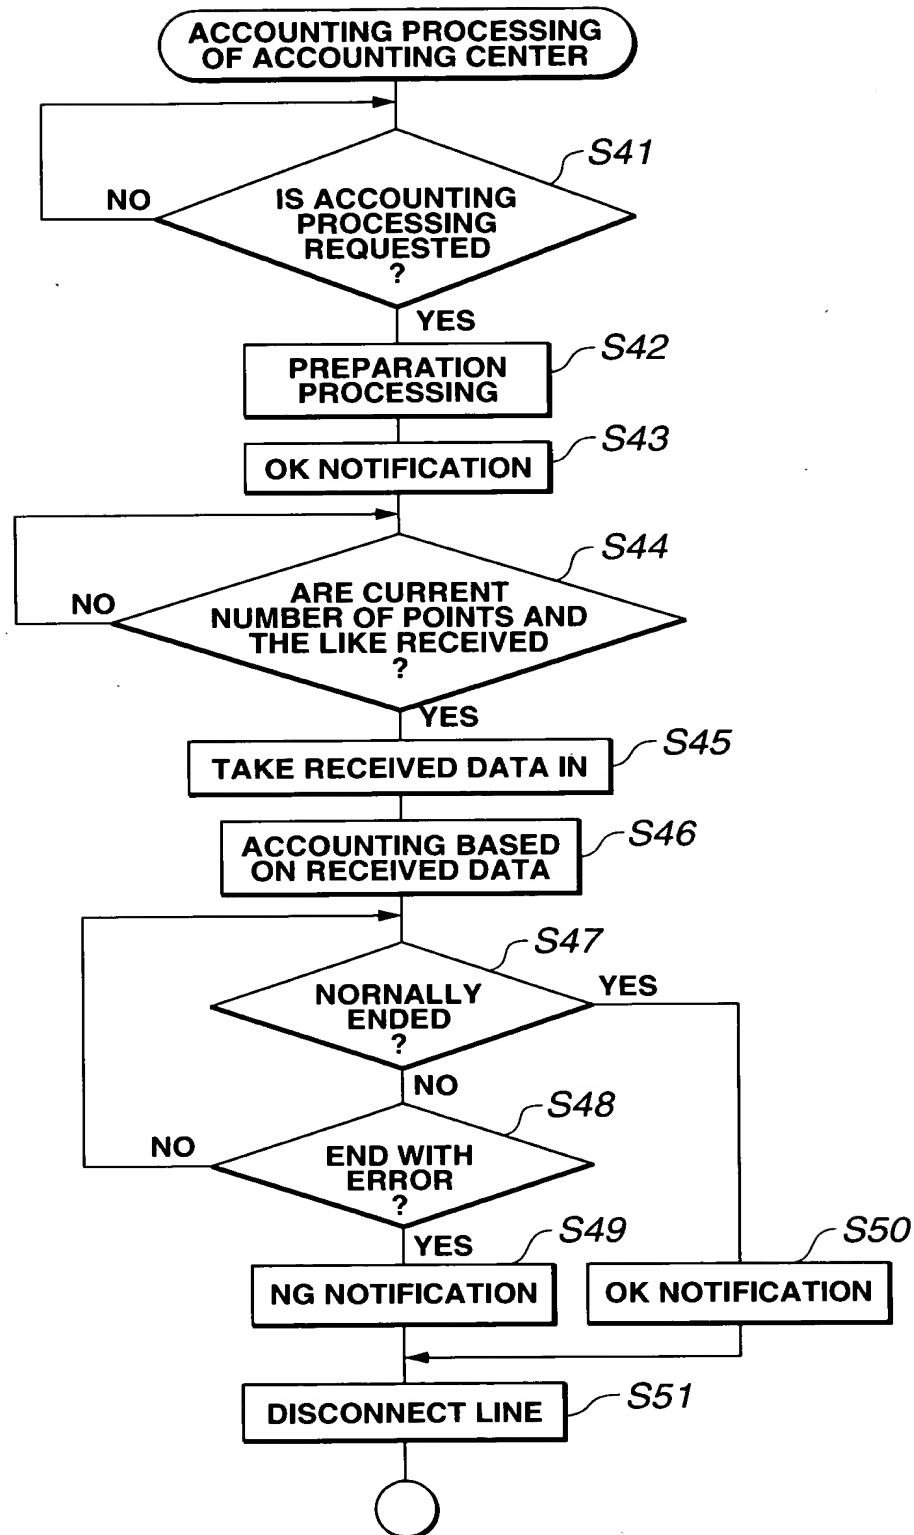 ACCOUNTING PROCESSING
OF ACCOUNTING CENTER
S41
NO
IS ACCOUNTING
PROCESSING
REQUESTED
?
YES
S42
PREPARATION
PROCESSING
S43
OK NOTIFICATION
S44
NO
ARE CURRENT
NUMBER OF POINTS AND
THE LIKE RECEIVED
?
YES
S45
TAKE RECEIVED DATA IN
S46
ACCOUNTING BASED
ON RECEIVED DATA
S47
YES
NORNALLY
ENDED
?
NO
S48
NO
END WITH
ERROR
?
YES
S49
NG NOTIFICATION
S50
OK NOTIFICATION
S51
DISCONNECT LINE